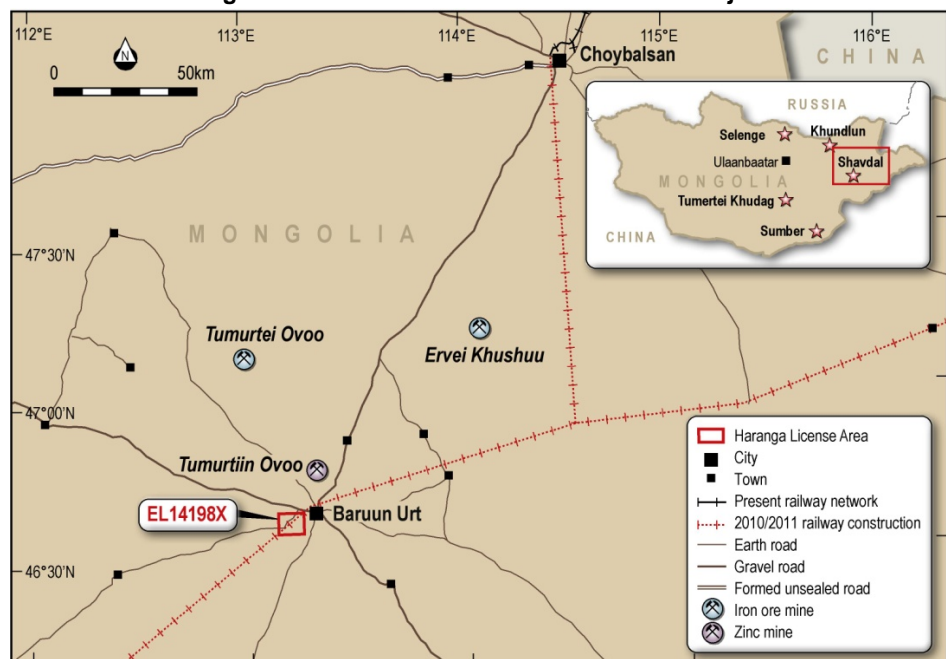 112°E
113°E
114°E
115°E
116°E
N
0
50km
Choybalsan
CHINA
RUSSIA
Selenge
Khundlun
Ulaanbaatar
Shavdal
MONGOLIA
Tumertei Khudag
CHINA
Sumber
MONGOLIA
47°30'N
Tumurtei Ovoo
Ervei Khushuu
47°00'N
Tumurtiin Ovoo
EL14198X
Baruun Urt
46°30'N
Haranga License Area
City
Town
Present railway network
2010/2011 railway construction
Earth road
Gravel road
Formed unsealed road
Iron ore mine
Zinc mine